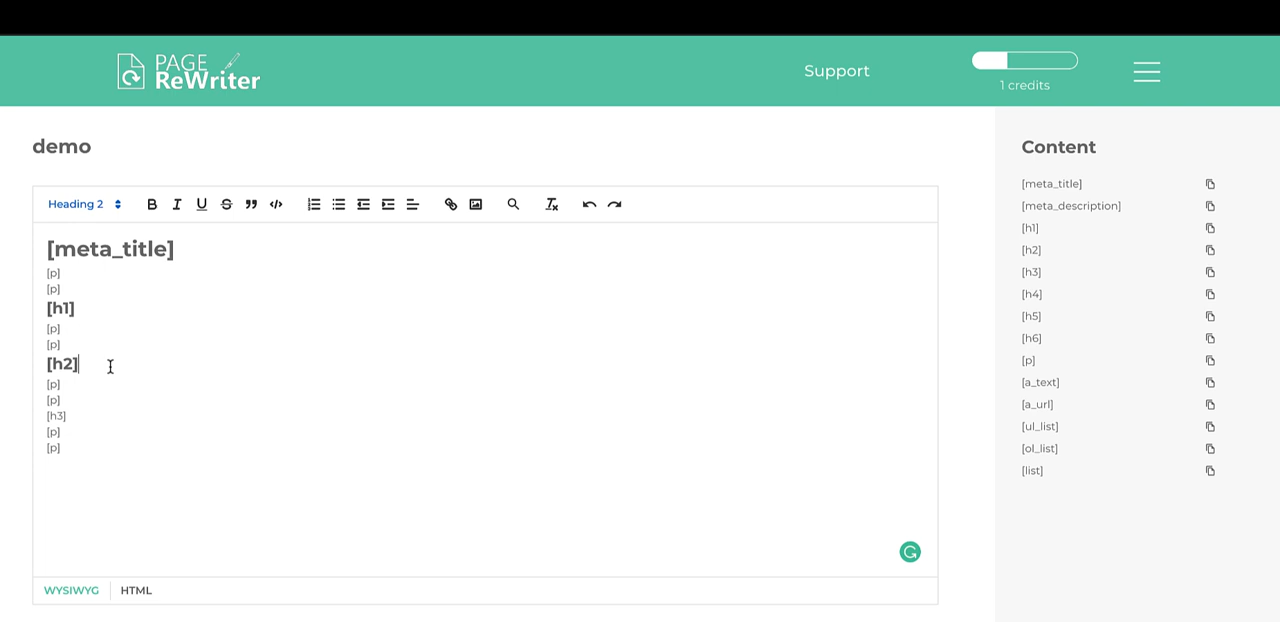 PAGE
ReWriter
Support
1 credits
demo
Heading 2
[meta_title]
[p]
[p]
[h1]
[p]
[p]
[h2]
[p]
[p]
[h3]
[p]
[p]
WYSIWYG
HTML
Content
[meta_title]
[meta_description]
[h1]
[h2]
[h3]
[h4]
[h5]
[h6]
[p]
[a_text]
[a_url]
[ul_list]
[ol_list]
[list]